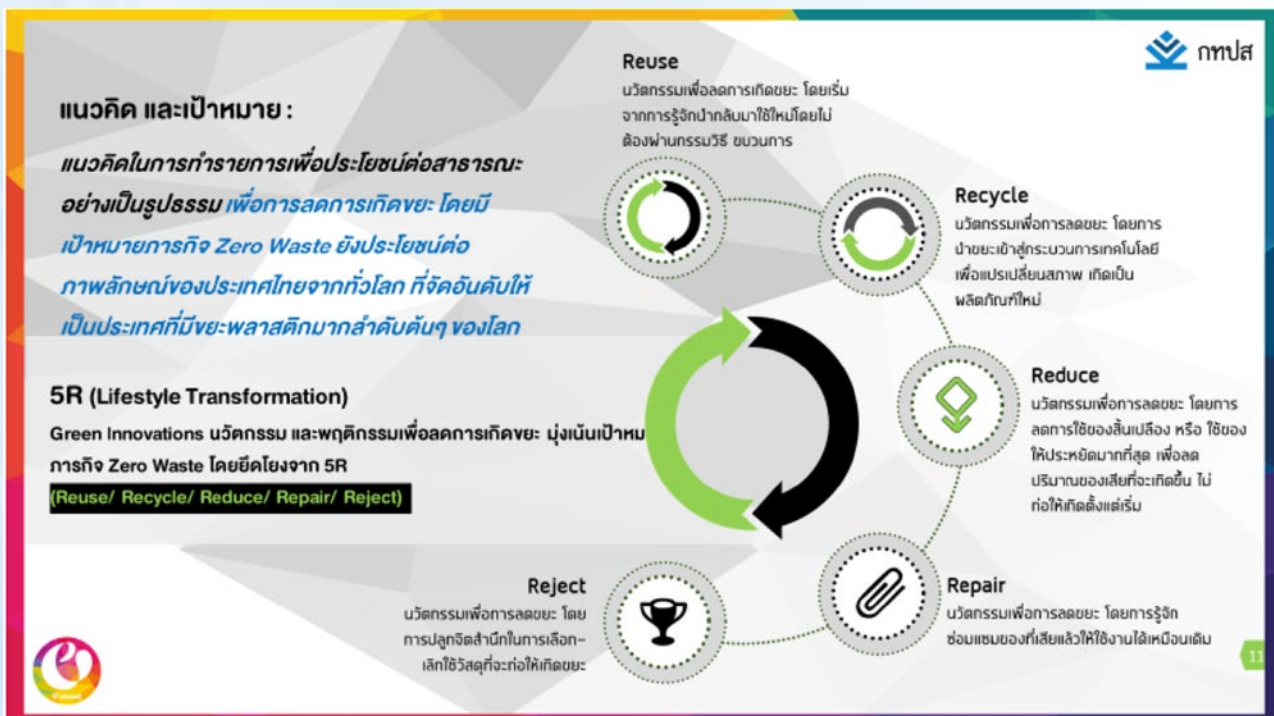 กทปส
แนวคิด และเป้าหมาย :
แนวคิดในการทำรายการเพื่อประโยชน์ต่อสาธารณะ
อย่างเป็นรูปธรรม เพื่อการลดการเกิดขยะ โดยมี
เป้าหมายภารกิจ Zero Waste ยังประโยชน์ต่อ
ภาพลักษณ์ของประเทศไทยจากทั่วโลก ที่จัดอันดับให้
เป็นประเทศที่มีขยะพลาสติกมากลำดับต้นๆ ของโลก
5R (Lifestyle Transformation)
Green Innovations นวัตกรรม และพฤติกรรมเพื่อลดการเกิดขยะ มุ่งเน้นเป้าหม
ภารกิจ Zero Waste โดยยึดโยงจาก 5R
(Reuse/ Recycle/ Reduce/ Repair/ Reject)
Reuse
นวัตกรรมเพื่อลดการเกิดขยะ โดยเริ่ม
จากการรู้จักนำกลับมาใช้ใหม่โดยไม่
ต้องผ่านกรรมวิธี ขบวนการ
Recycle
นวัตกรรมเพื่อการลดขยะ โดยการ
นำขยะเข้าสู่กระบวนการเทคโนโลยี
เพื่อแปรเปลี่ยนสภาพ เกิดเป็น
ผลิตภัณฑ์ใหม่
Reduce
นวัตกรรมเพื่อการลดขยะ โดยการ
ลดการใช้ของสิ้นเปลือง หรือ ใช้ของ
ให้ประหยัดมากที่สุด เพื่อลด
ปริมาณของเสียที่จะเกิดขึ้น ไม่
ก่อให้เกิดตั้งแต่เริ่ม
Repair
นวัตกรรมเพื่อการลดขยะ โดยการรู้จัก
ซ่อมแซมของที่เสียแล้วให้ใช้งานได้เหมือนเดิม
Reject
นวัตกรรมเพื่อการลดขยะ โดย
การปลูกจิตสำนึกในการเลือก-
เลิกใช้วัสดุที่จะก่อให้เกิดขยะ
11